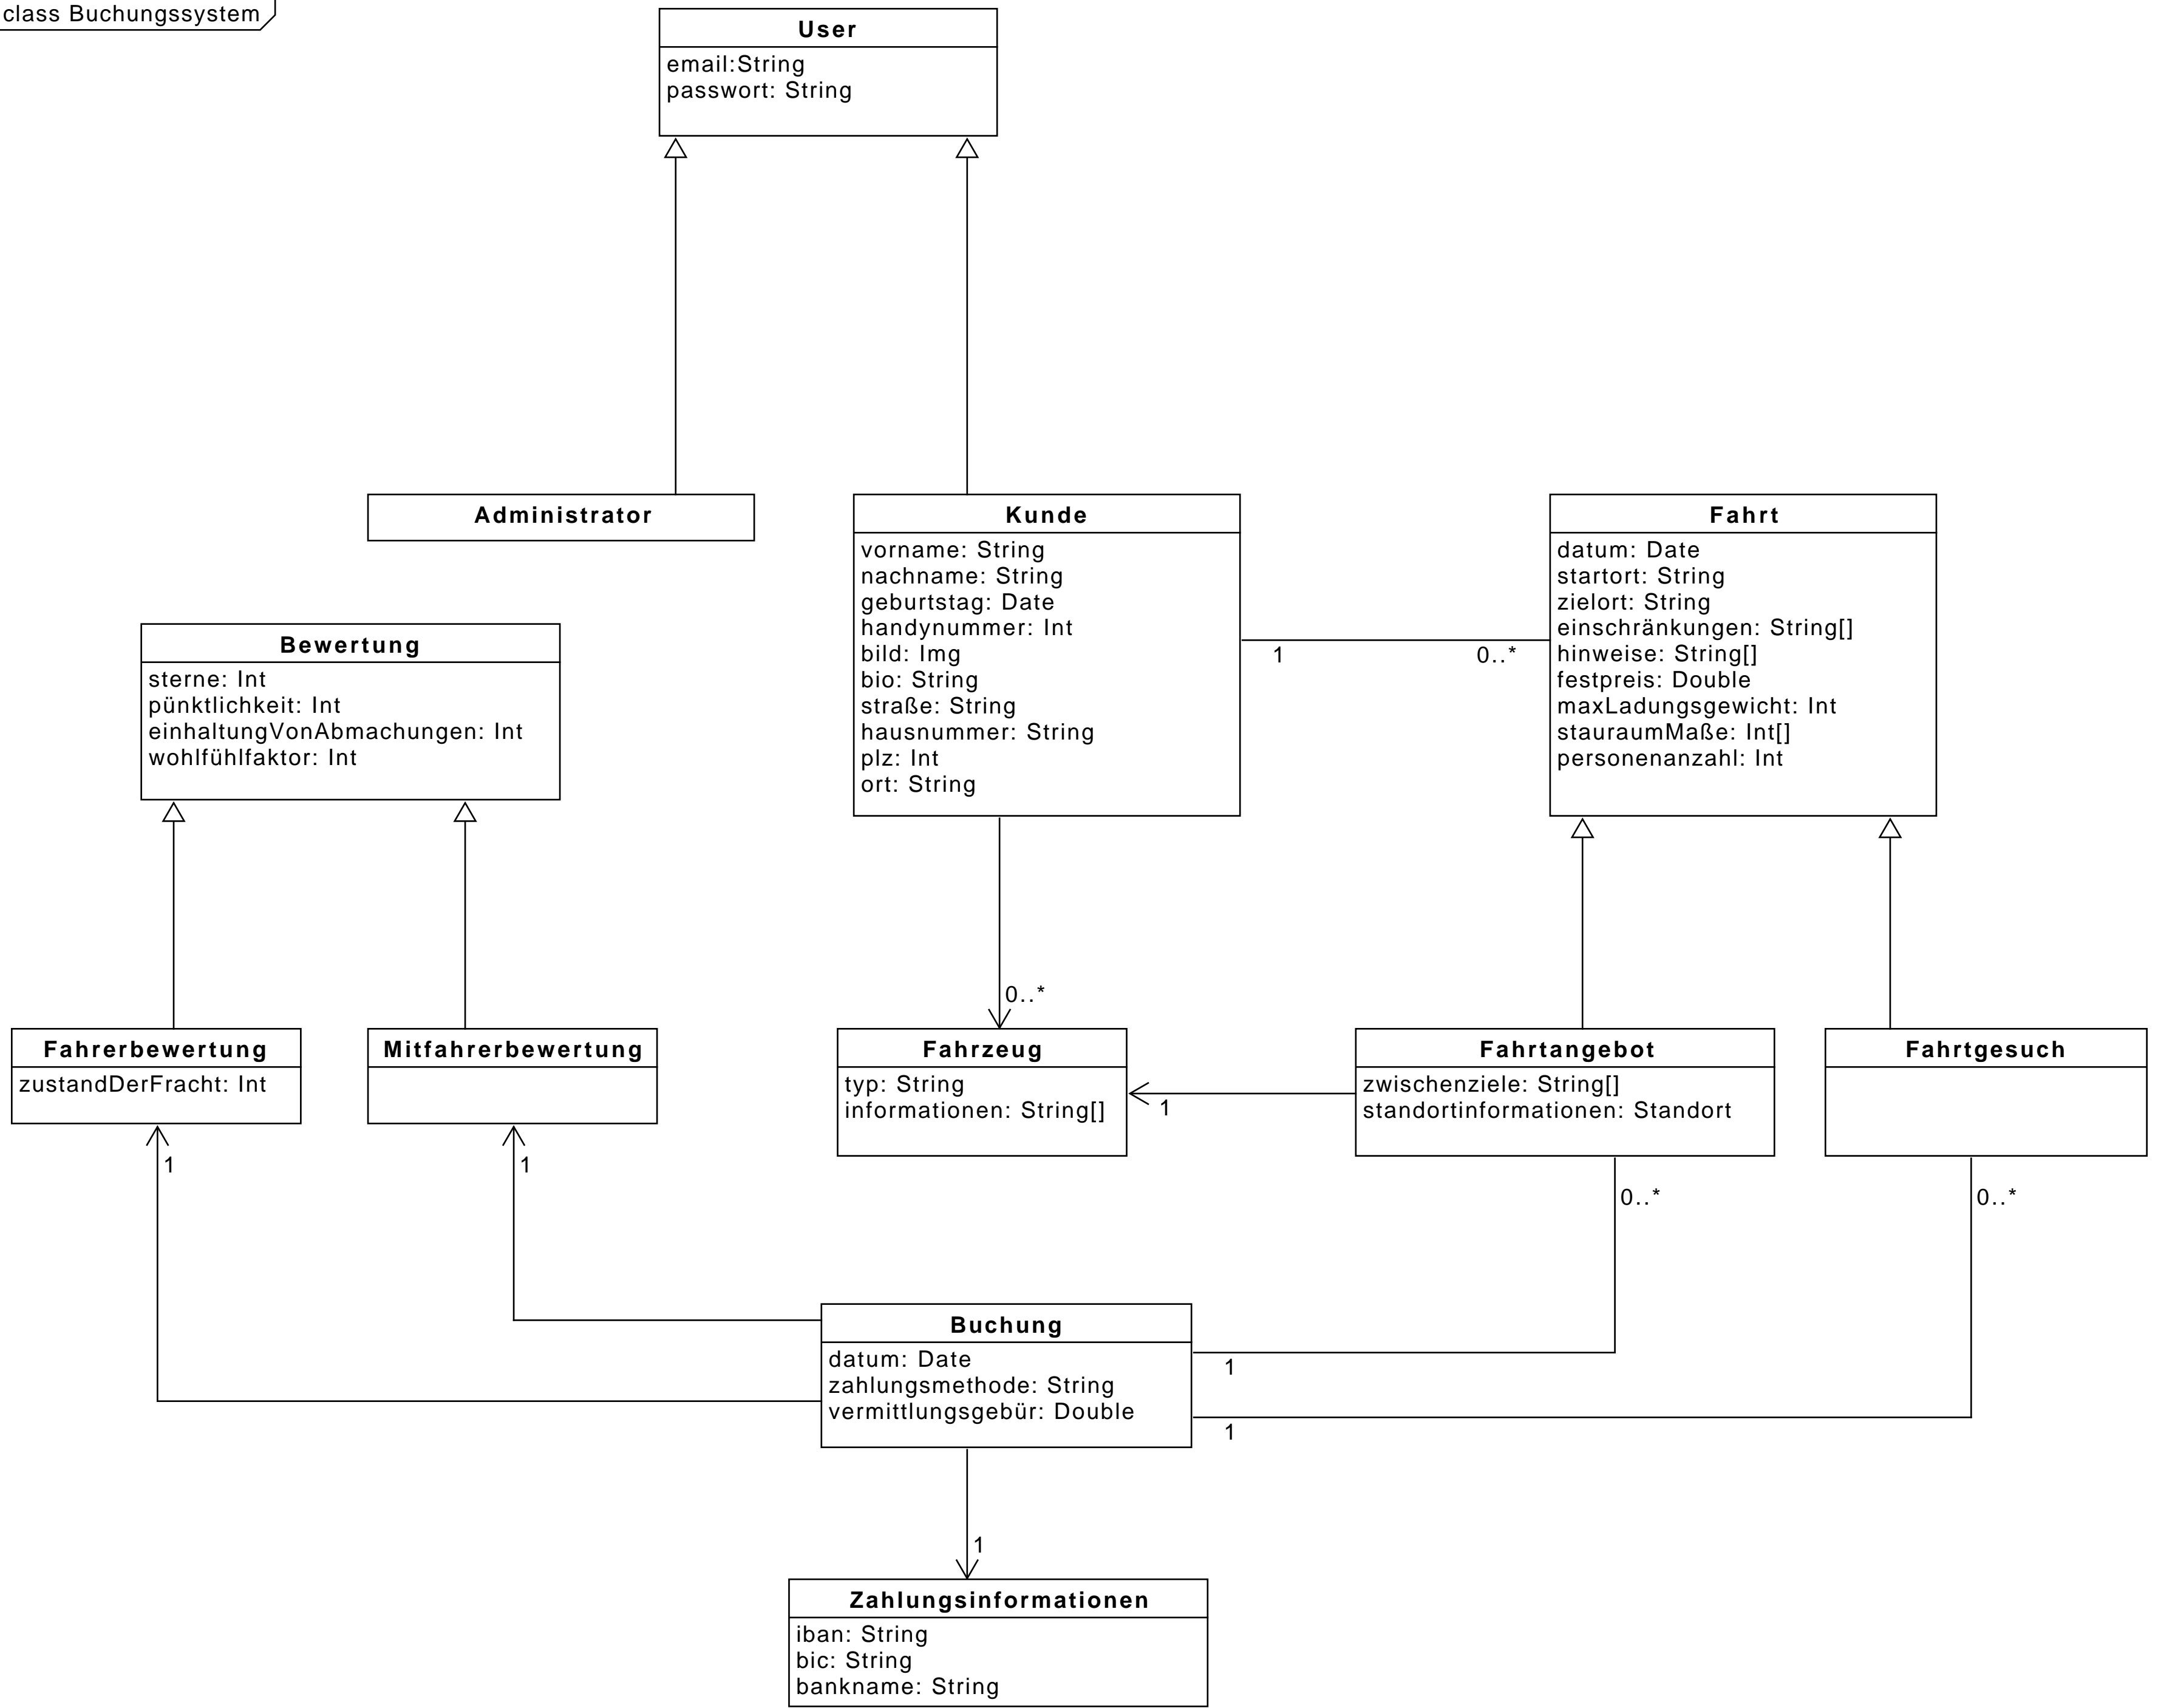 class Buchungssystem
User
email:String
passwort: String
Administrator
Kunde
vorname: String
nachname: String
geburtstag: Date
handynummer: Int
bild: Img
bio: String
straße: String
hausnummer: String
plz: Int
ort: String
1
0..*
Fahrt
datum: Date
startort: String
zielort: String
einschränkungen: String[]
hinweise: String[]
festpreis: Double
maxLadungsgewicht: Int
stauraumMaße: Int[]
personenanzahl: Int
Bewertung
sterne: Int
pünktlichkeit: Int
einhaltungVonAbmachungen: Int
wohlfühlfaktor: Int
0..*
Fahrerbewertung
zustandDerFracht: Int
Mitfahrerbewertung
Fahrzeug
typ: String
informationen: String[]
1
Fahrtangebot
zwischenziele: String[]
standortinformationen: Standort
Fahrtgesuch
1
1
0..*
0..*
Buchung
datum: Date
zahlungsmethode: String
vermittlungsgebür: Double
1
1
1
Zahlungsinformationen
iban: String
bic: String
bankname: String